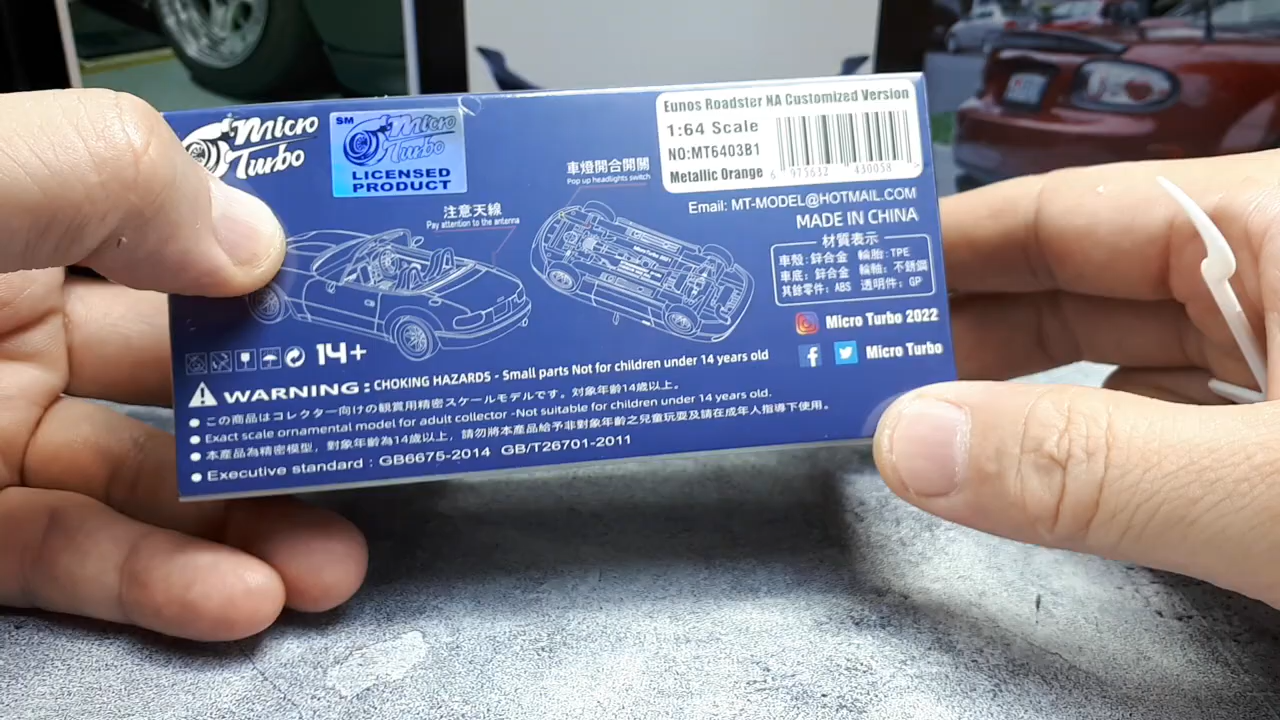 Micro
Turbo
SM
Micro
Turbo
LICENSED
PRODUCT
Eunos Roadster NA Customized Version
1:64 Scale
NO:MT6403B1
Metallic Orange
6 975632 430058 >
車燈開合開關
Pop up headlights switch
注意天線
Pay attention to the antenna
Email: MT-MODEL@HOTMAIL.COM
MADE IN CHINA
材質表示
車殼:鋅合金 輪胎:TPE
車底:鋅合金 輪軸:不銹鋼
其餘零件:ABS 透明件:GP
Micro Turbo 2022
Micro Turbo
14+
WARNING: CHOKING HAZARDS - Small parts Not for children under 14 years old
● この商品はコレクター向けの観賞用精密スケールモデルです。対象年齢14歳以上。
● Exact scale ornamental model for adult collector -Not suitable for children under 14 years old.
● 本產品為精密模型，對象年齡為14歲以上，請勿將本產品給予非對象年齡之兒童玩耍及請在成年人指導下使用。
● Executive standard : GB6675-2014 GB/T26701-2011